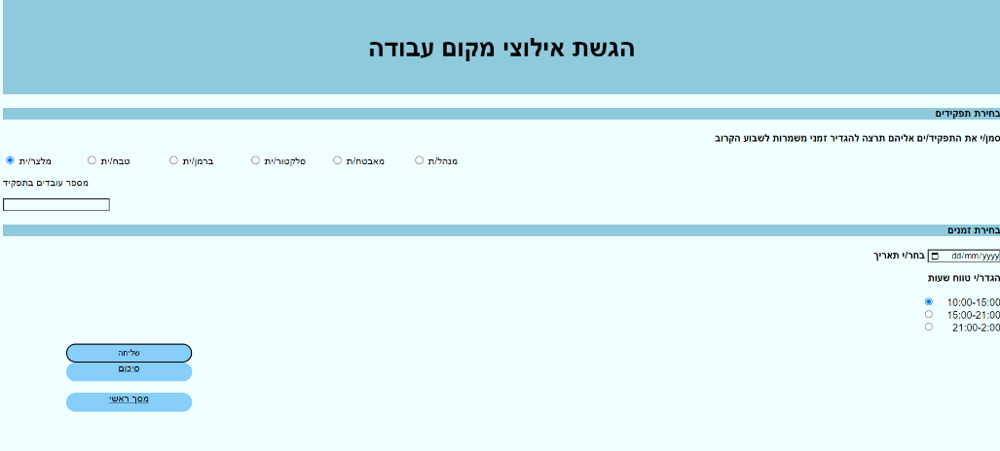 הגשת אילוצי מקום עבודה
בחירת תפקידים
סמן/י את התפקיד/ים אליהם תרצה להגדיר זמני משמרות לשבוע הקרוב
מלצר/ית טבח/ית ברמן/ית סלקטור/ית מאבטח/ת מנהל/ת
מספר עובדים בתפקיד
בחירת זמנים
בחר/י תאריך dd/mm/yyyy
הגדר/י טווח שעות
10:00-15:00
15:00-21:00
21:00-2:00
שליחה
סיכום
מסך ראשי